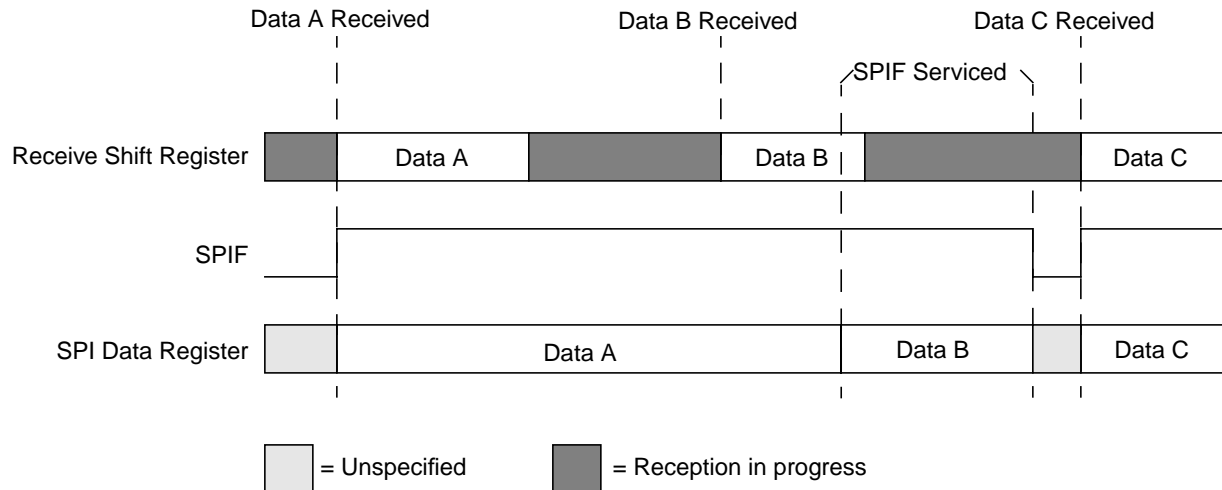 Data A Received
Data B Received
Data C Received
SPIF Serviced
Receive Shift Register
Data A
Data B
Data C
SPIF
SPI Data Register
Data A
Data B
Data C
= Unspecified
= Reception in progress